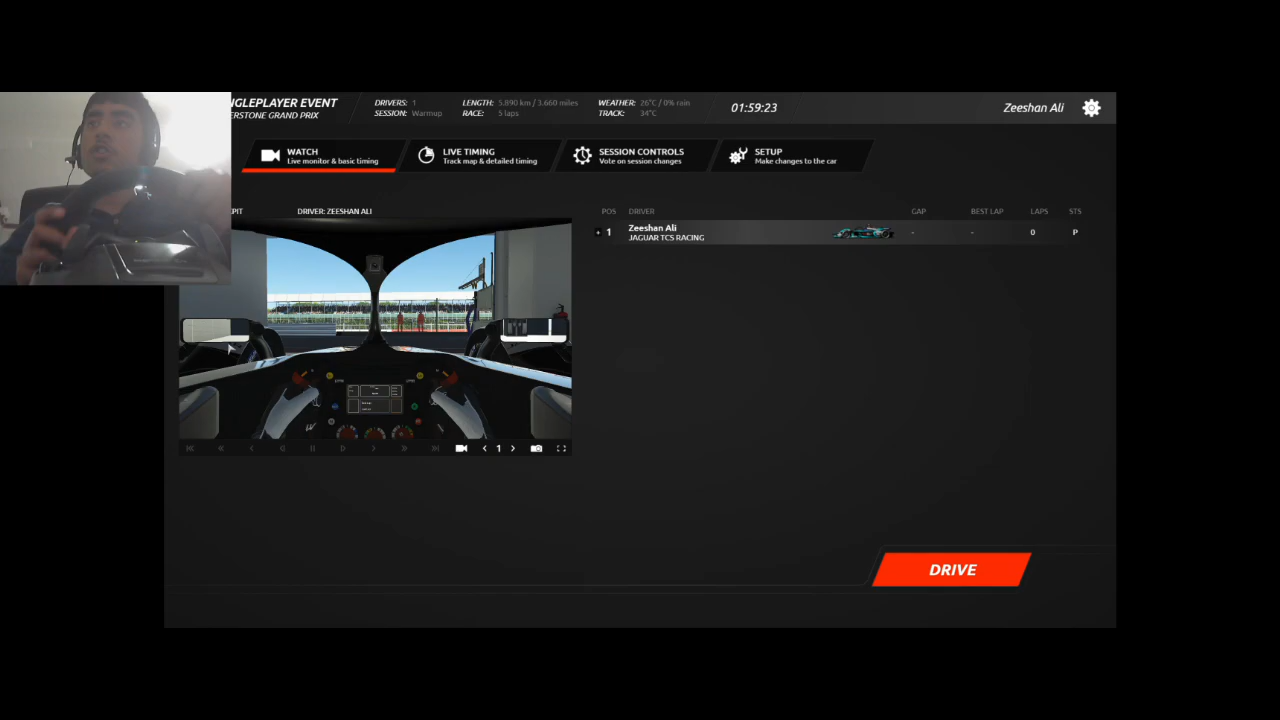 NGLEPLAYER EVENT
ERSTONE GRAND PRIX
DRIVERS: 1
SESSION: Warmup
LENGTH: 5.890 km / 3.660 miles
RACE: 5 laps
WEATHER: 26°C / 0% rain
TRACK: 34°C
01:59:23
Zeeshan Ali
WATCH
Live monitor & basic timing
LIVE TIMING
Track map & detailed timing
SESSION CONTROLS
Vote on session changes
SETUP
Make changes to the car
PIT
DRIVER: ZEESHAN ALI
POS DRIVER GAP BEST LAP LAPS STS
+ 1 Zeeshan Ali - - 0 P
JAGUAR TCS RACING
1
DRIVE